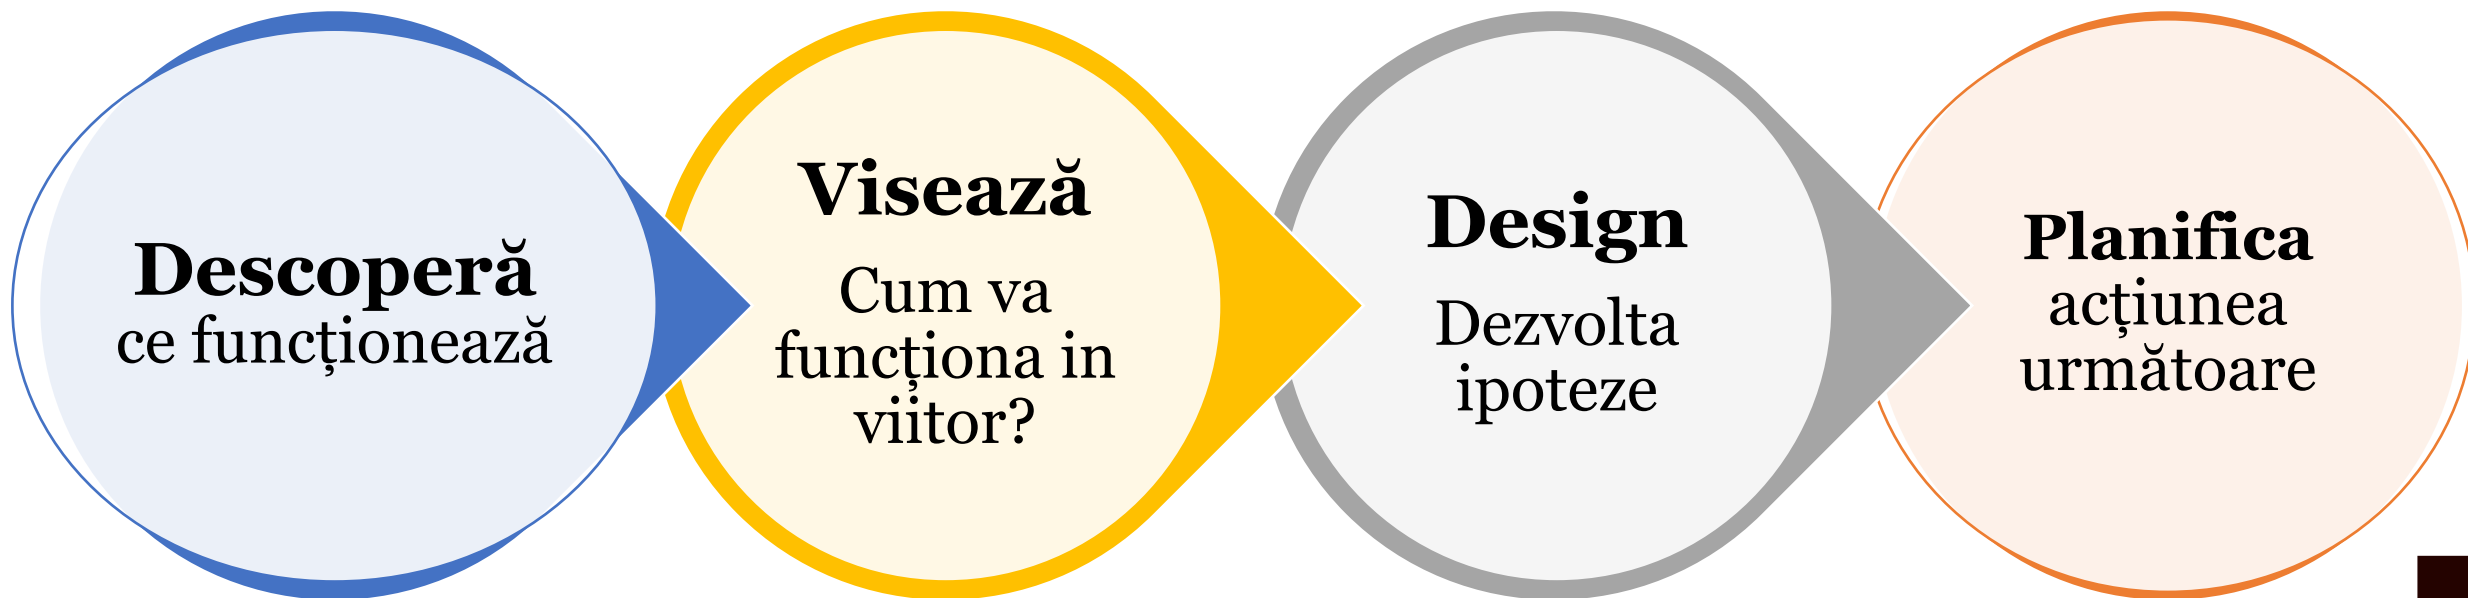 Descoperă
ce funcționează
Visează
Cum va
funcționa in
viitor?
Design
Dezvolta
ipoteze
Planifica
acțiunea
următoare